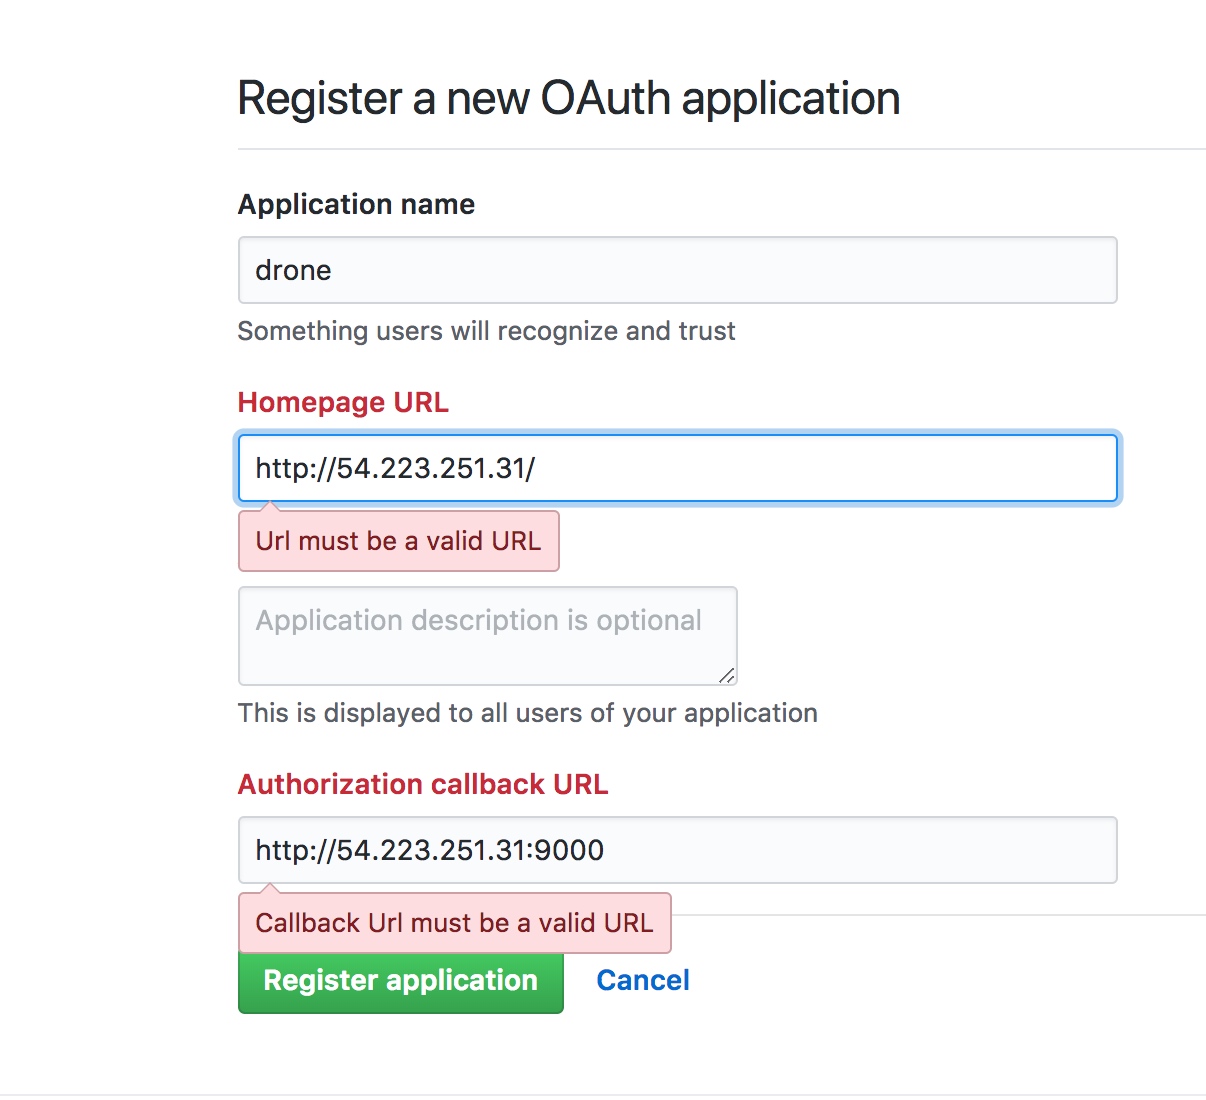 Register a new OAuth application
Application name
drone
Something users will recognize and trust
Homepage URL
http://54.223.251.31/
Url must be a valid URL
Application description is optional
This is displayed to all users of your application
Authorization callback URL
http://54.223.251.31:9000
Callback Url must be a valid URL
Register application Cancel